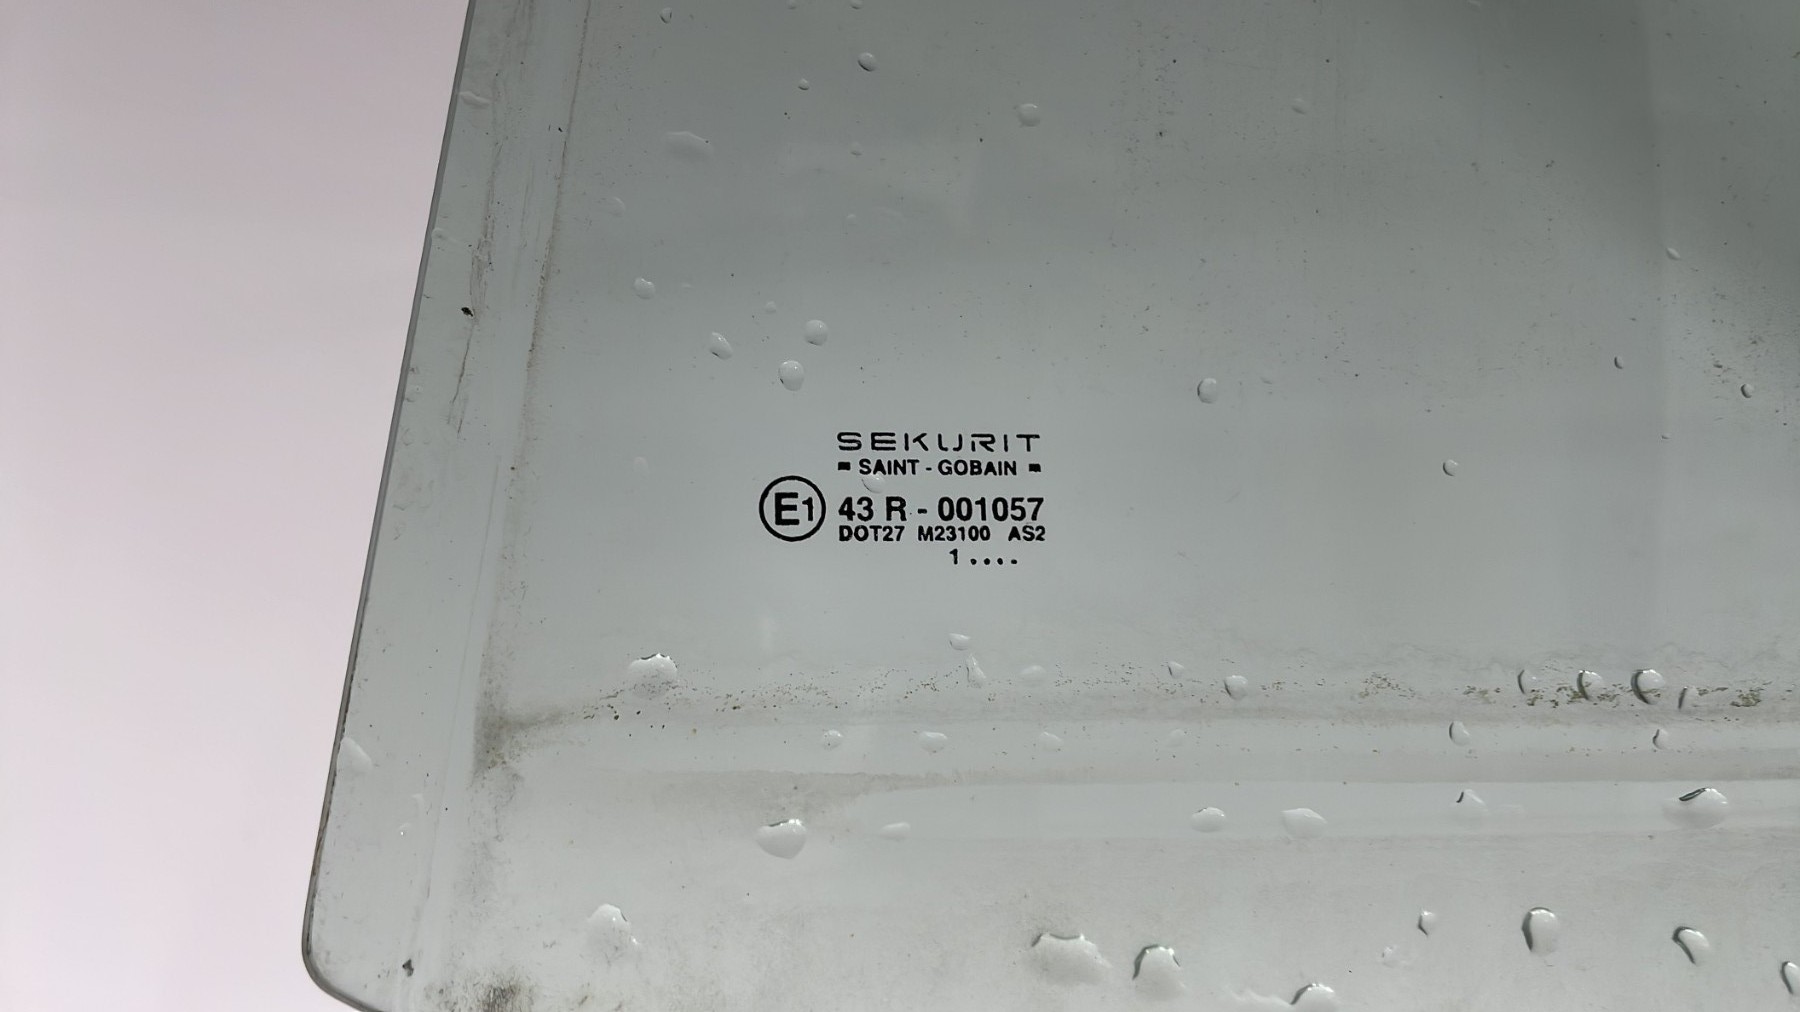 SEKURIT
SAINT - GOBAIN
E1 43 R - 001057
DOT27 M23100 AS2
1 ....